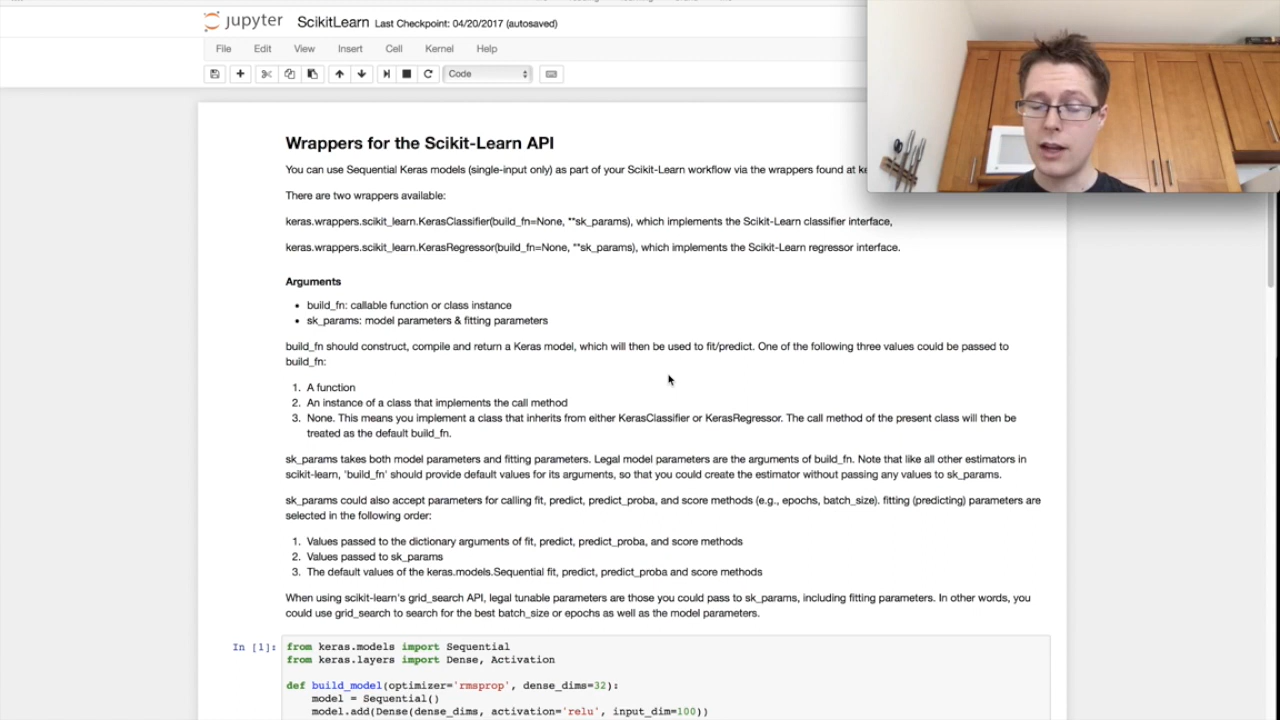 jupyter ScikitLearn Last Checkpoint: 04/20/2017 (autosaved)
File Edit View Insert Cell Kernel Help
Code
Wrappers for the Scikit-Learn API
You can use Sequential Keras models (single-input only) as part of your Scikit-Learn workflow via the wrappers found at
There are two wrappers available:
keras.wrappers.scikit_learn.KerasClassifier(build_fn=None, **sk_params), which implements the Scikit-Learn classifier interface,
keras.wrappers.scikit_learn.KerasRegressor(build_fn=None, **sk_params), which implements the Scikit-Learn regressor interface.
Arguments
• build_fn: callable function or class instance
• sk_params: model parameters & fitting parameters
build_fn should construct, compile and return a Keras model, which will then be used to fit/predict. One of the following three values could be passed to
build_fn:
1. A function
2. An instance of a class that implements the call method
3. None. This means you implement a class that inherits from either KerasClassifier or KerasRegressor. The call method of the present class will then be
treated as the default build_fn.
sk_params takes both model parameters and fitting parameters. Legal model parameters are the arguments of build_fn. Note that like all other estimators in
scikit-learn, 'build_fn' should provide default values for its arguments, so that you could create the estimator without passing any values to sk_params.
sk_params could also accept parameters for calling fit, predict, predict_proba, and score methods (e.g., epochs, batch_size). fitting (predicting) parameters are
selected in the following order:
1. Values passed to the dictionary arguments of fit, predict, predict_proba, and score methods
2. Values passed to sk_params
3. The default values of the keras.models.Sequential fit, predict, predict_proba and score methods
When using scikit-learn's grid_search API, legal tunable parameters are those you could pass to sk_params, including fitting parameters. In other words, you
could use grid_search to search for the best batch_size or epochs as well as the model parameters.
In [1]: from keras.models import Sequential
from keras.layers import Dense, Activation
def build_model(optimizer='rmsprop', dense_dims=32):
model = Sequential()
model.add(Dense(dense_dims, activation='relu', input_dim=100))